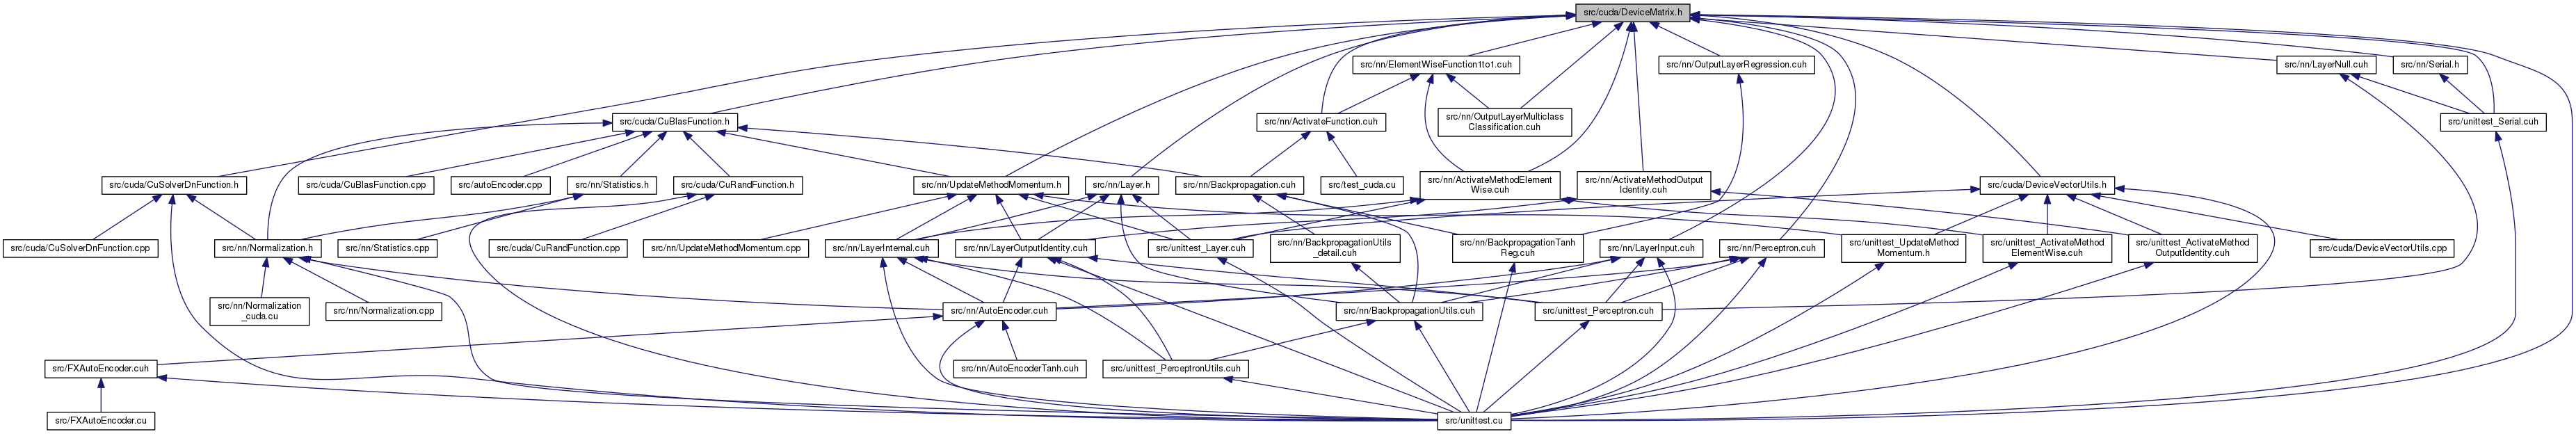 src/cuda/DeviceMatrix.h
src/nn/ElementWiseFunction1to1.cuh
src/nn/OutputLayerRegression.cuh
src/nn/LayerNull.cuh
src/nn/Serial.h
src/cuda/CuBlasFunction.h
src/nn/ActivateFunction.cuh
src/nn/OutputLayerMulticlass
Classification.cuh
src/unittest_Serial.cuh
src/cuda/CuSolverDnFunction.h
src/cuda/CuBlasFunction.cpp
src/autoEncoder.cpp
src/nn/Statistics.h
src/cuda/CuRandFunction.h
src/nn/UpdateMethodMomentum.h
src/nn/Layer.h
src/nn/Backpropagation.cuh
src/test_cuda.cu
src/nn/ActivateMethodElement
Wise.cuh
src/nn/ActivateMethodOutput
Identity.cuh
src/cuda/DeviceVectorUtils.h
src/cuda/CuSolverDnFunction.cpp
src/nn/Normalization.h
src/nn/Statistics.cpp
src/cuda/CuRandFunction.cpp
src/nn/UpdateMethodMomentum.cpp
src/nn/LayerInternal.cuh
src/nn/LayerOutputIdentity.cuh
src/unittest_Layer.cuh
src/nn/BackpropagationUtils
_detail.cuh
src/nn/BackpropagationTanh
Reg.cuh
src/nn/LayerInput.cuh
src/nn/Perceptron.cuh
src/unittest_UpdateMethod
Momentum.h
src/unittest_ActivateMethod
ElementWise.cuh
src/unittest_ActivateMethod
OutputIdentity.cuh
src/cuda/DeviceVectorUtils.cpp
src/nn/Normalization
_cuda.cu
src/nn/Normalization.cpp
src/nn/AutoEncoder.cuh
src/nn/BackpropagationUtils.cuh
src/unittest_Perceptron.cuh
src/FXAutoEncoder.cuh
src/nn/AutoEncoderTanh.cuh
src/unittest_PerceptronUtils.cuh
src/FXAutoEncoder.cu
src/unittest.cu